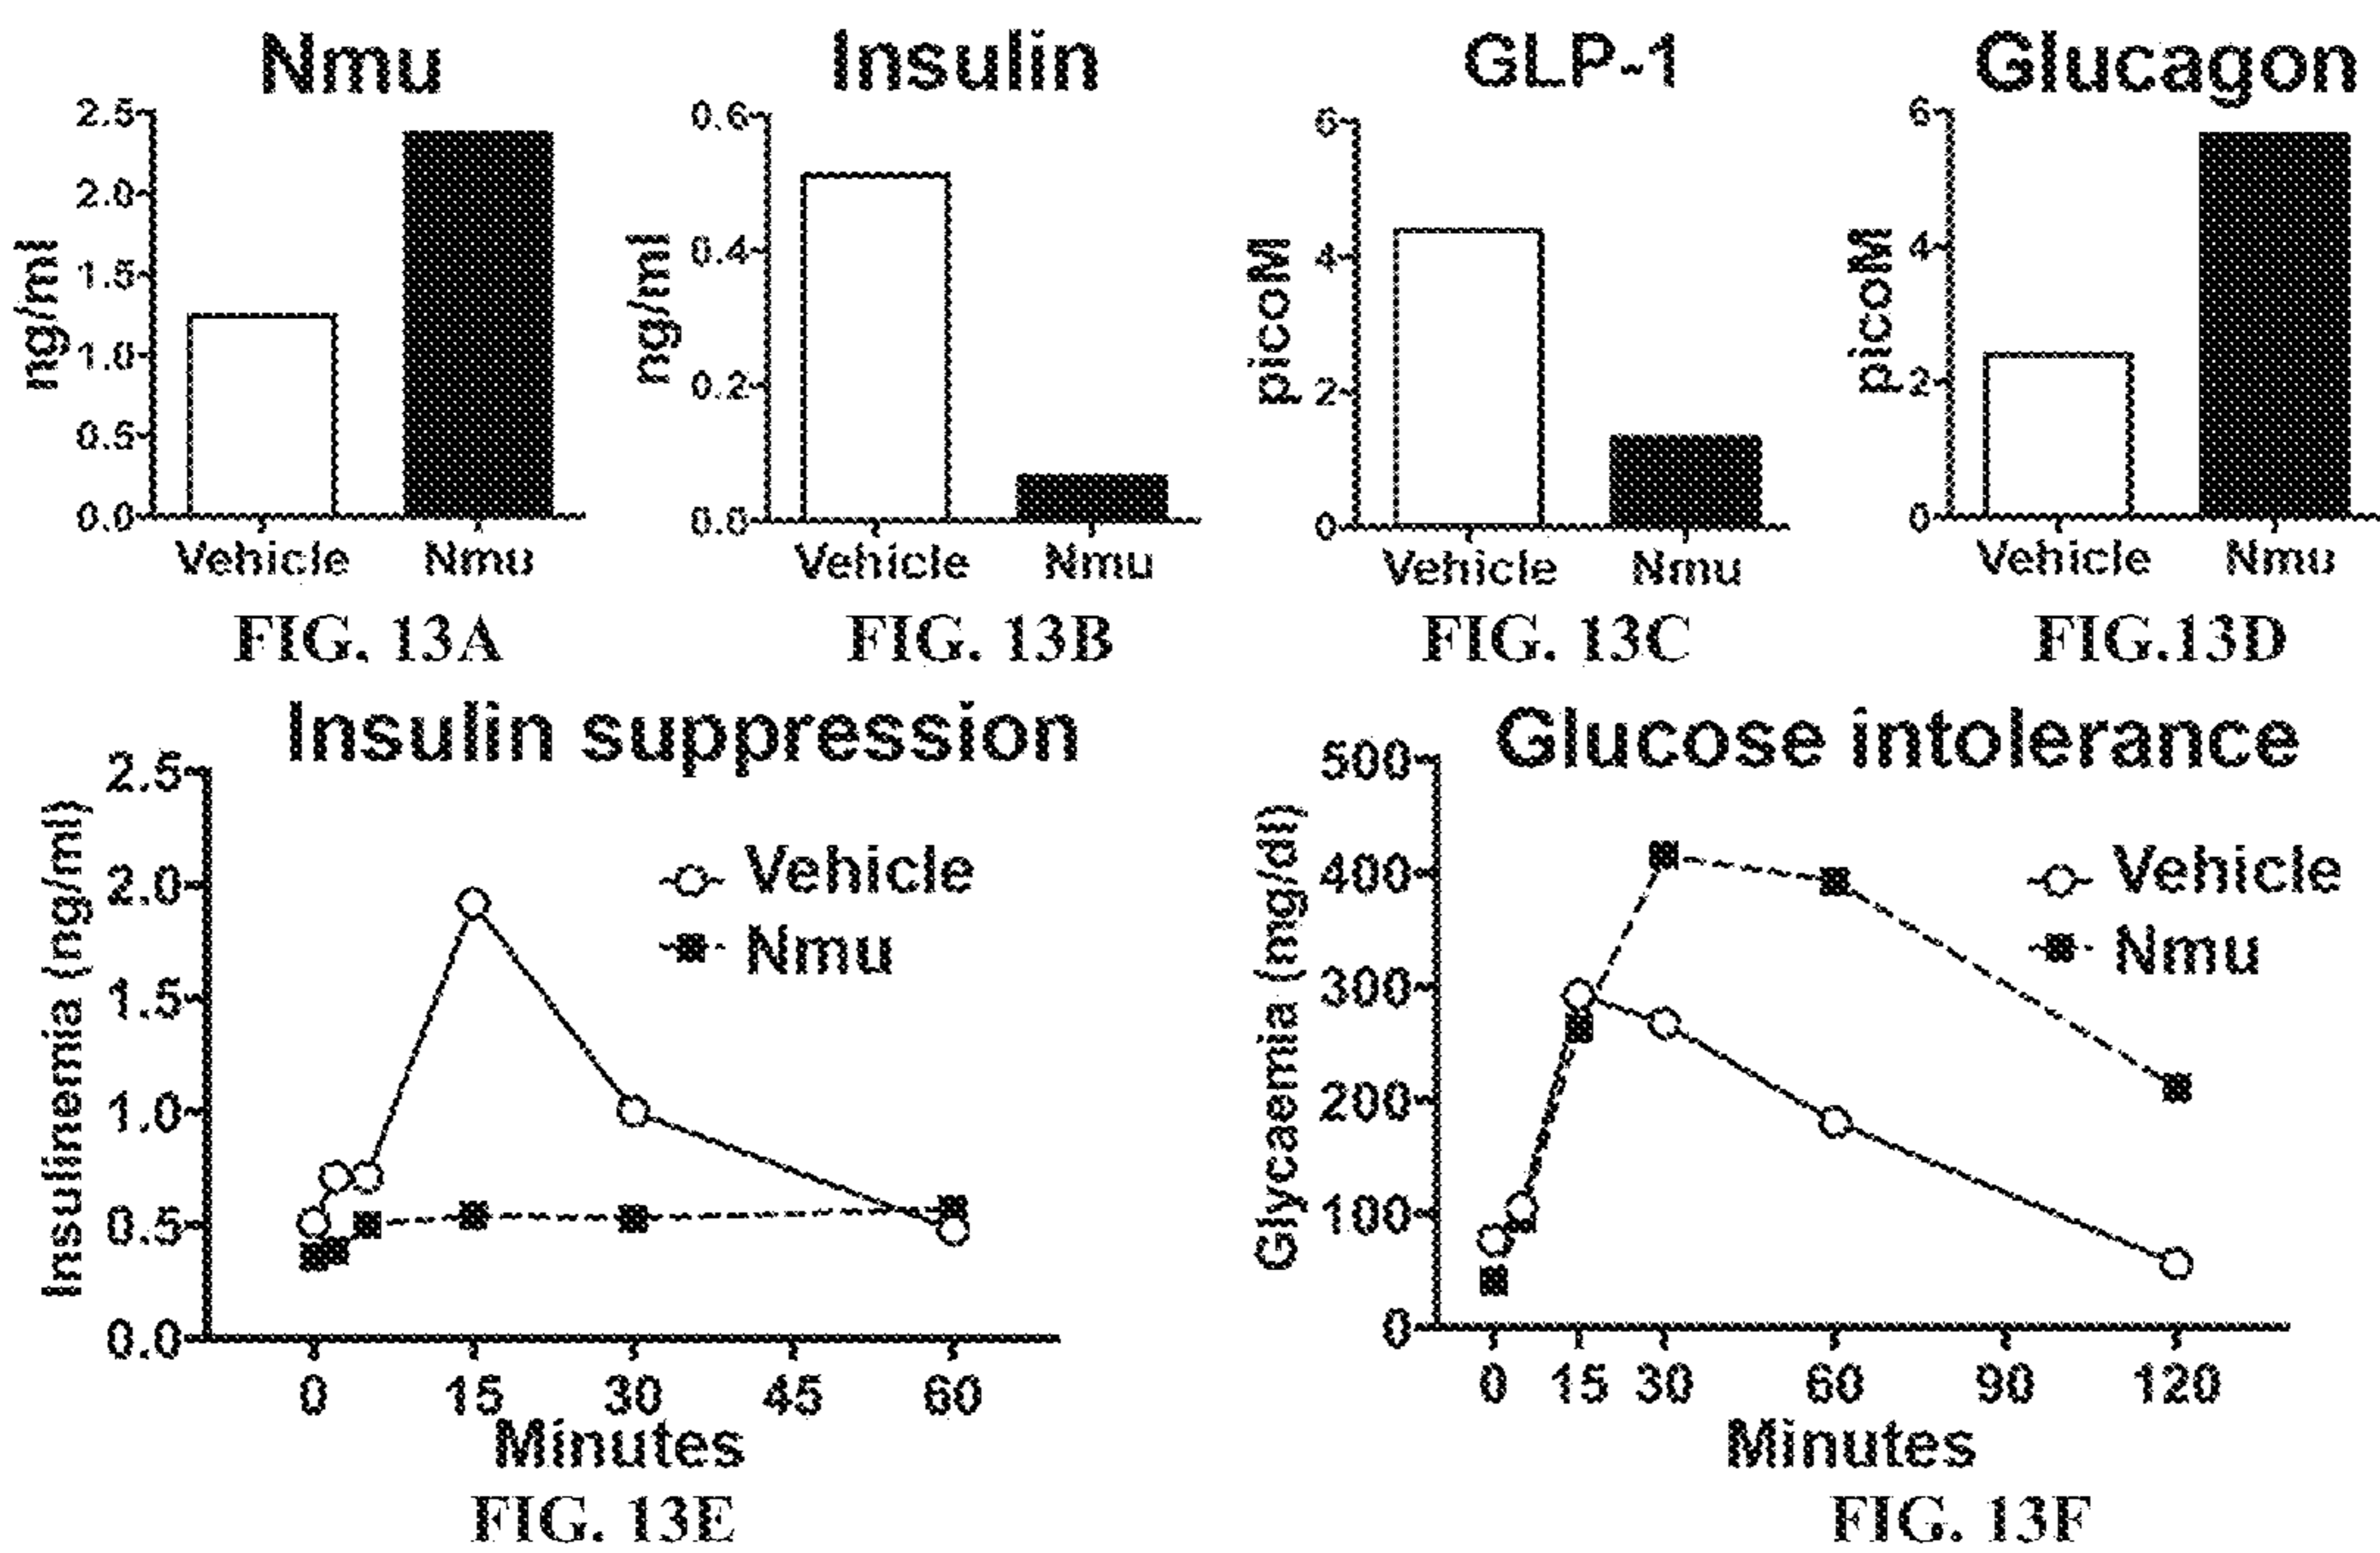 Nmu
Insulin
GLP-1
Glucagon
ng/ml
2.5
2.0
1.5
1.0
0.5
0.0
Vehicle Nmu
ng/ml
0.6
0.4
0.2
0.0
Vehicle Nmu
picoM
6
4
2
0
Vehicle Nmu
picoM
6
4
2
0
Vehicle Nmu
FIG. 13A
FIG. 13B
FIG. 13C
FIG.13D
Insulin suppression
Insulinemia (ng/ml)
2.5
2.0
1.5
1.0
0.5
0.0
Vehicle
Nmu
0 15 30 45 60
Minutes
FIG. 13E
Glucose intolerance
Glycaemia (mg/dl)
500
400
300
200
100
0
Vehicle
Nmu
0 15 30 60 90 120
Minutes
FIG. 13F